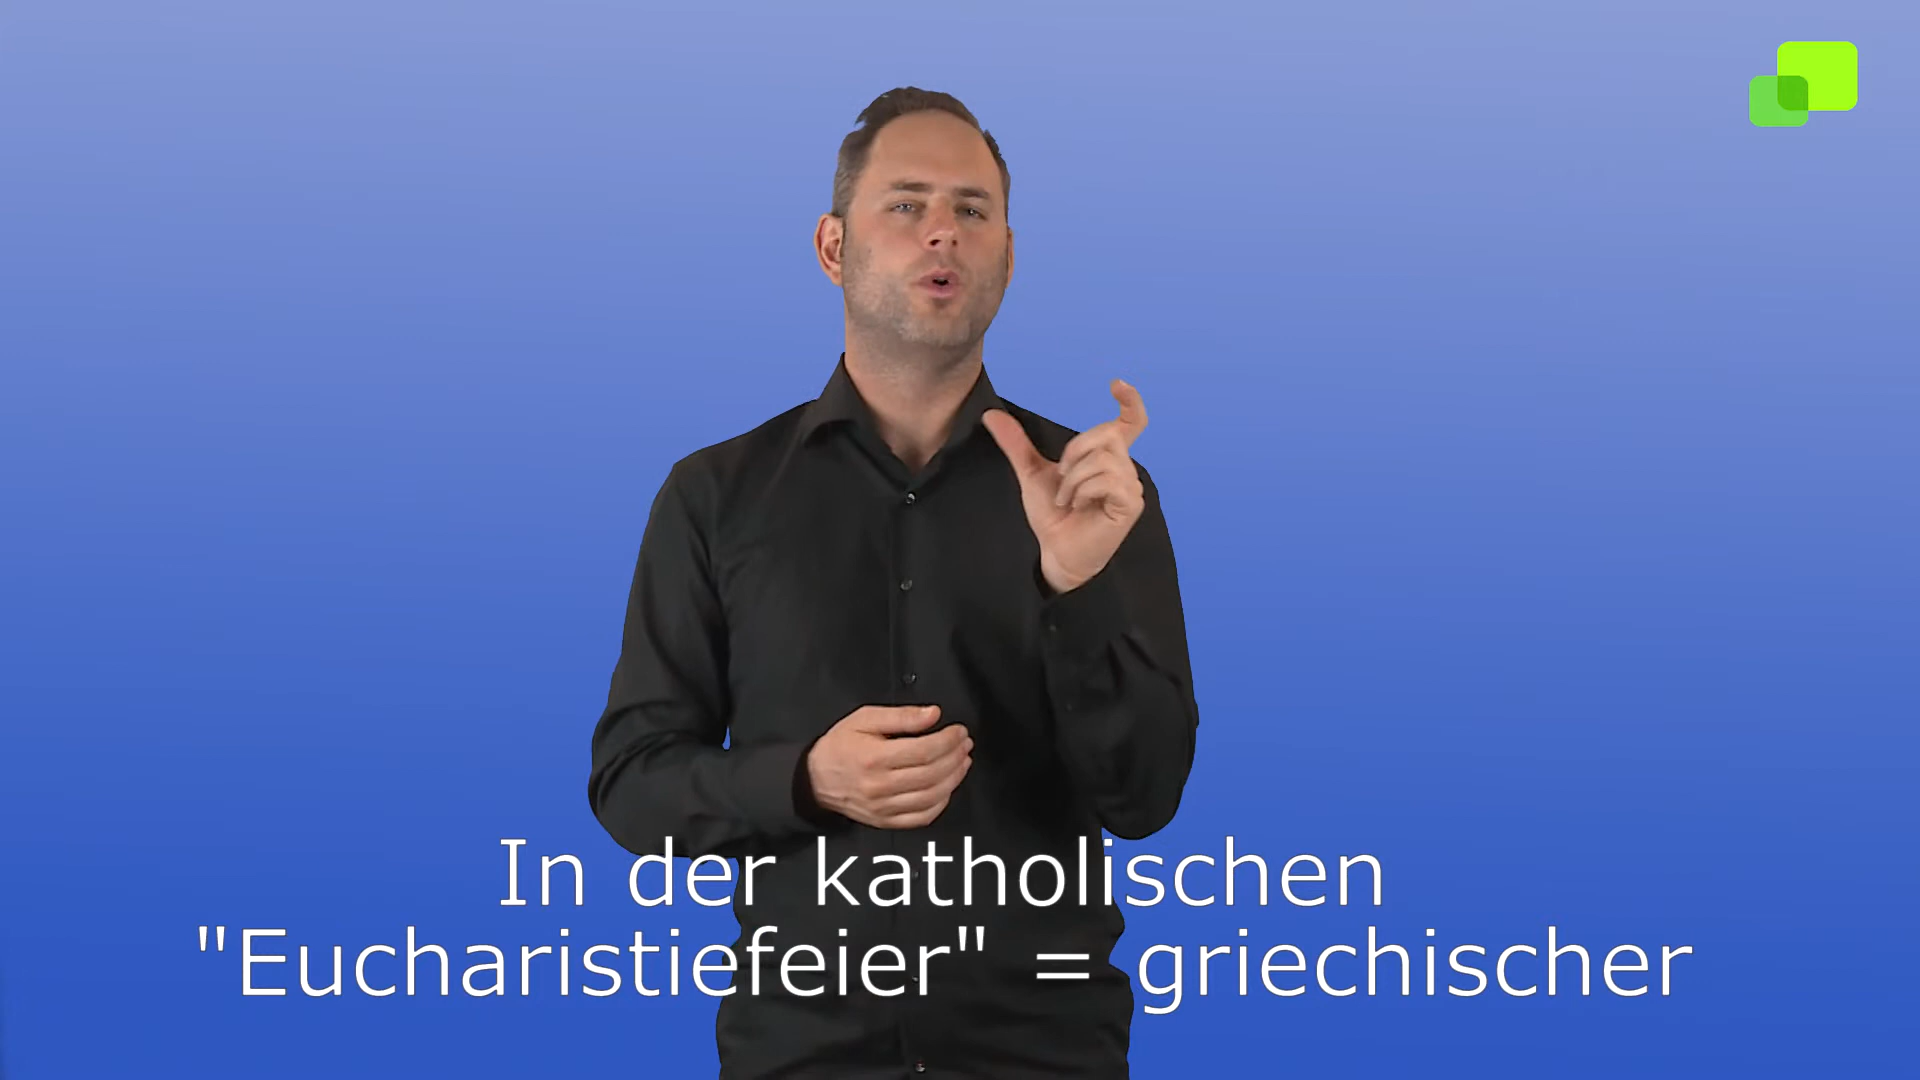 In der katholischen
"Eucharistiefeier" = griechischer